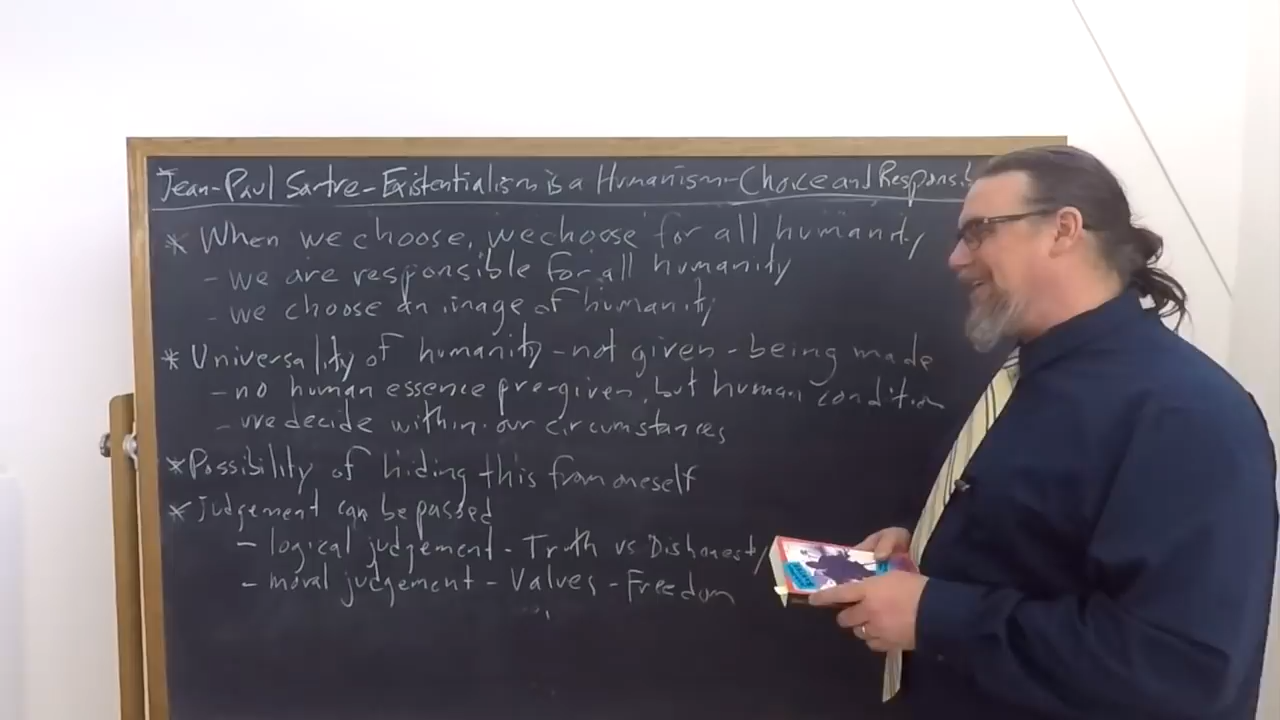 Jean-Paul Sartre-Existentialism is a Humanism-Choice and Respons
* When we choose, we choose for all humanity
- we are responsible for all humanity
- we choose an image of humanity
* Universality of humanity-not given-being made
- no human essence pre-given, but human condition
- we decide within our circumstances
* Possibility of hiding this from oneself
* Judgement can be passed
- logical judgement - Truth vs Dishonesty
- moral judgement - Values - Freedom